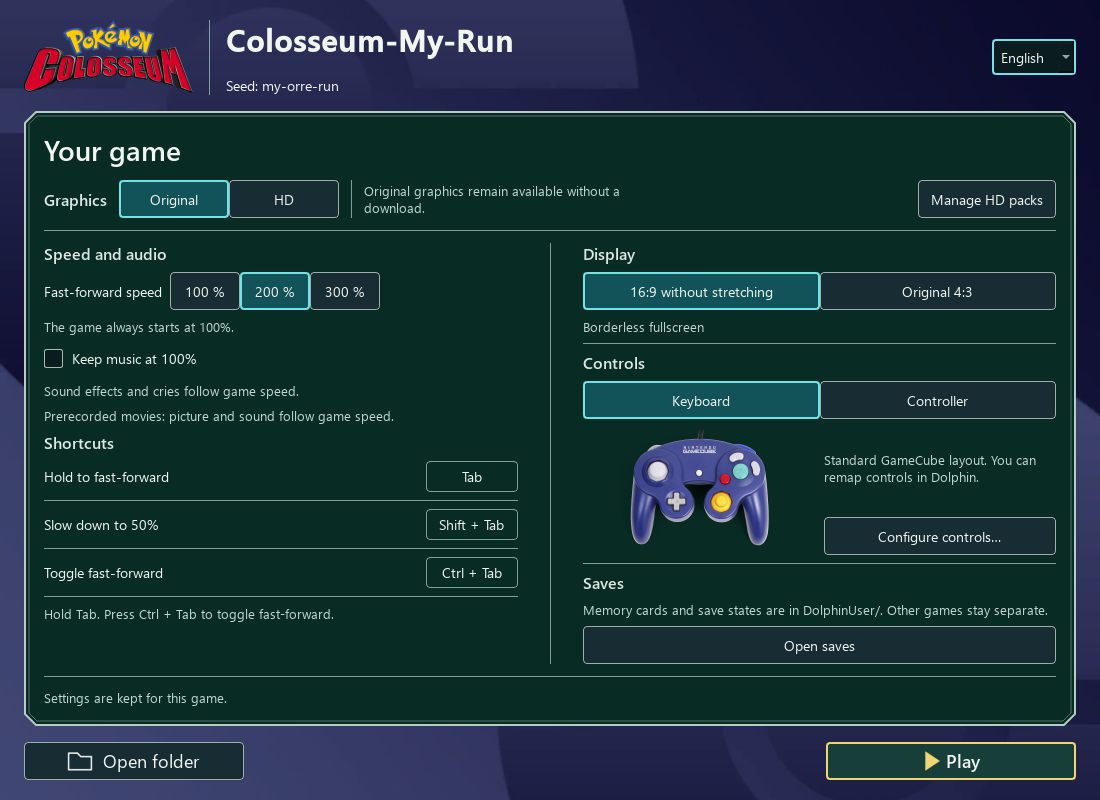 POKéMON
COLOSSEUM
Colosseum-My-Run
Seed: my-orre-run
English
Your game
Graphics
Original
HD
Original graphics remain available without a
download.
Manage HD packs
Speed and audio
Fast-forward speed
100 %
200 %
300 %
The game always starts at 100%.
Keep music at 100%
Sound effects and cries follow game speed.
Prerecorded movies: picture and sound follow game speed.
Shortcuts
Hold to fast-forward
Tab
Slow down to 50%
Shift + Tab
Toggle fast-forward
Ctrl + Tab
Hold Tab. Press Ctrl + Tab to toggle fast-forward.
Display
16:9 without stretching
Original 4:3
Borderless fullscreen
Controls
Keyboard
Controller
NINTENDO
GAMECUBE
Standard GameCube layout. You can
remap controls in Dolphin.
Configure controls...
Saves
Memory cards and save states are in DolphinUser/. Other games stay separate.
Open saves
Settings are kept for this game.
Open folder
Play